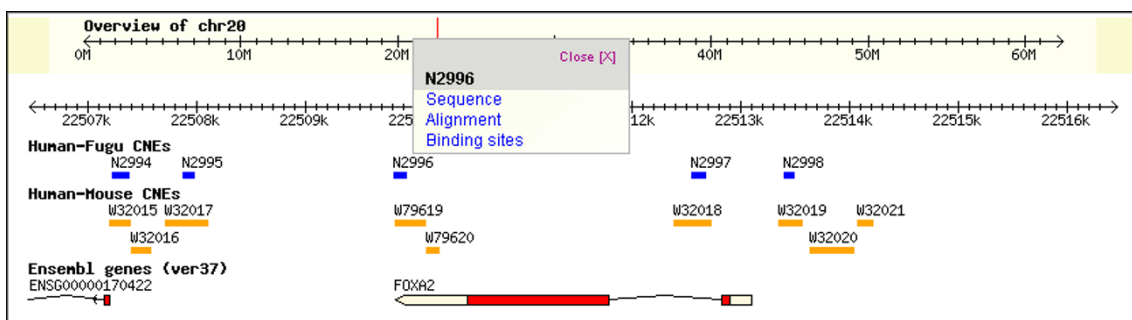 Overview of chr20
0M 10M 20M 40M 50M 60M
Close [X]
N2996
Sequence
Alignment
Binding sites
22507k 22508k 22509k 225 12k 22513k 22514k 22515k 22516k
Human-Fugu CNEs
N2994 N2995 N2996 N2997 N2998
Human-Mouse CNEs
W32015 W32017 W79619 W32018 W32019 W32021
W32016 W79620 W32020
Ensembl genes (ver37)
ENSG00000170422 FOXA2